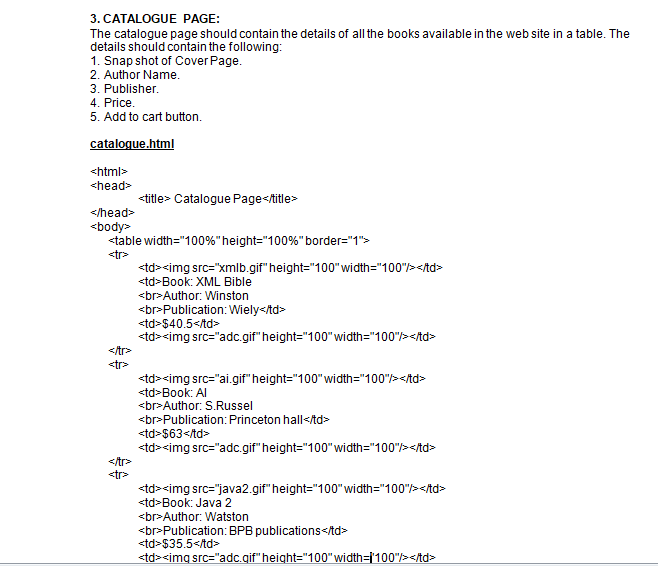 3. CATALOGUE PAGE:
The catalogue page should contain the details of all the books available in the web site in a table. The
details should contain the following:
1. Snap shot of Cover Page.
2. Author Name.
3. Publisher.
4. Price.
5. Add to cart button.
catalogue.html
<html>
<head>
<title> Catalogue Page</title>
</head>
<body>
<table width="100%" height="100%" border="1">
<tr>
<td><img src="xmlb.gif" height="100" width="100"/></td>
<td>Book: XML Bible
<br>Author: Winston
<br>Publication: Wiely</td>
<td>$40.5</td>
<td><img src="adc.gif" height="100" width="100"/></td>
</tr>
<tr>
<td><img src="ai.gif" height="100" width="100"/></td>
<td>Book: AI
<br>Author: S.Russel
<br>Publication: Princeton hall</td>
<td>$63</td>
<td><img src="adc.gif" height="100" width="100"/></td>
</tr>
<tr>
<td><img src="java2.gif" height="100" width="100"/></td>
<td>Book: Java 2
<br>Author: Watston
<br>Publication: BPB publications</td>
<td>$35.5</td>
<td><img src="adc.gif" height="100" width="100"/></td>